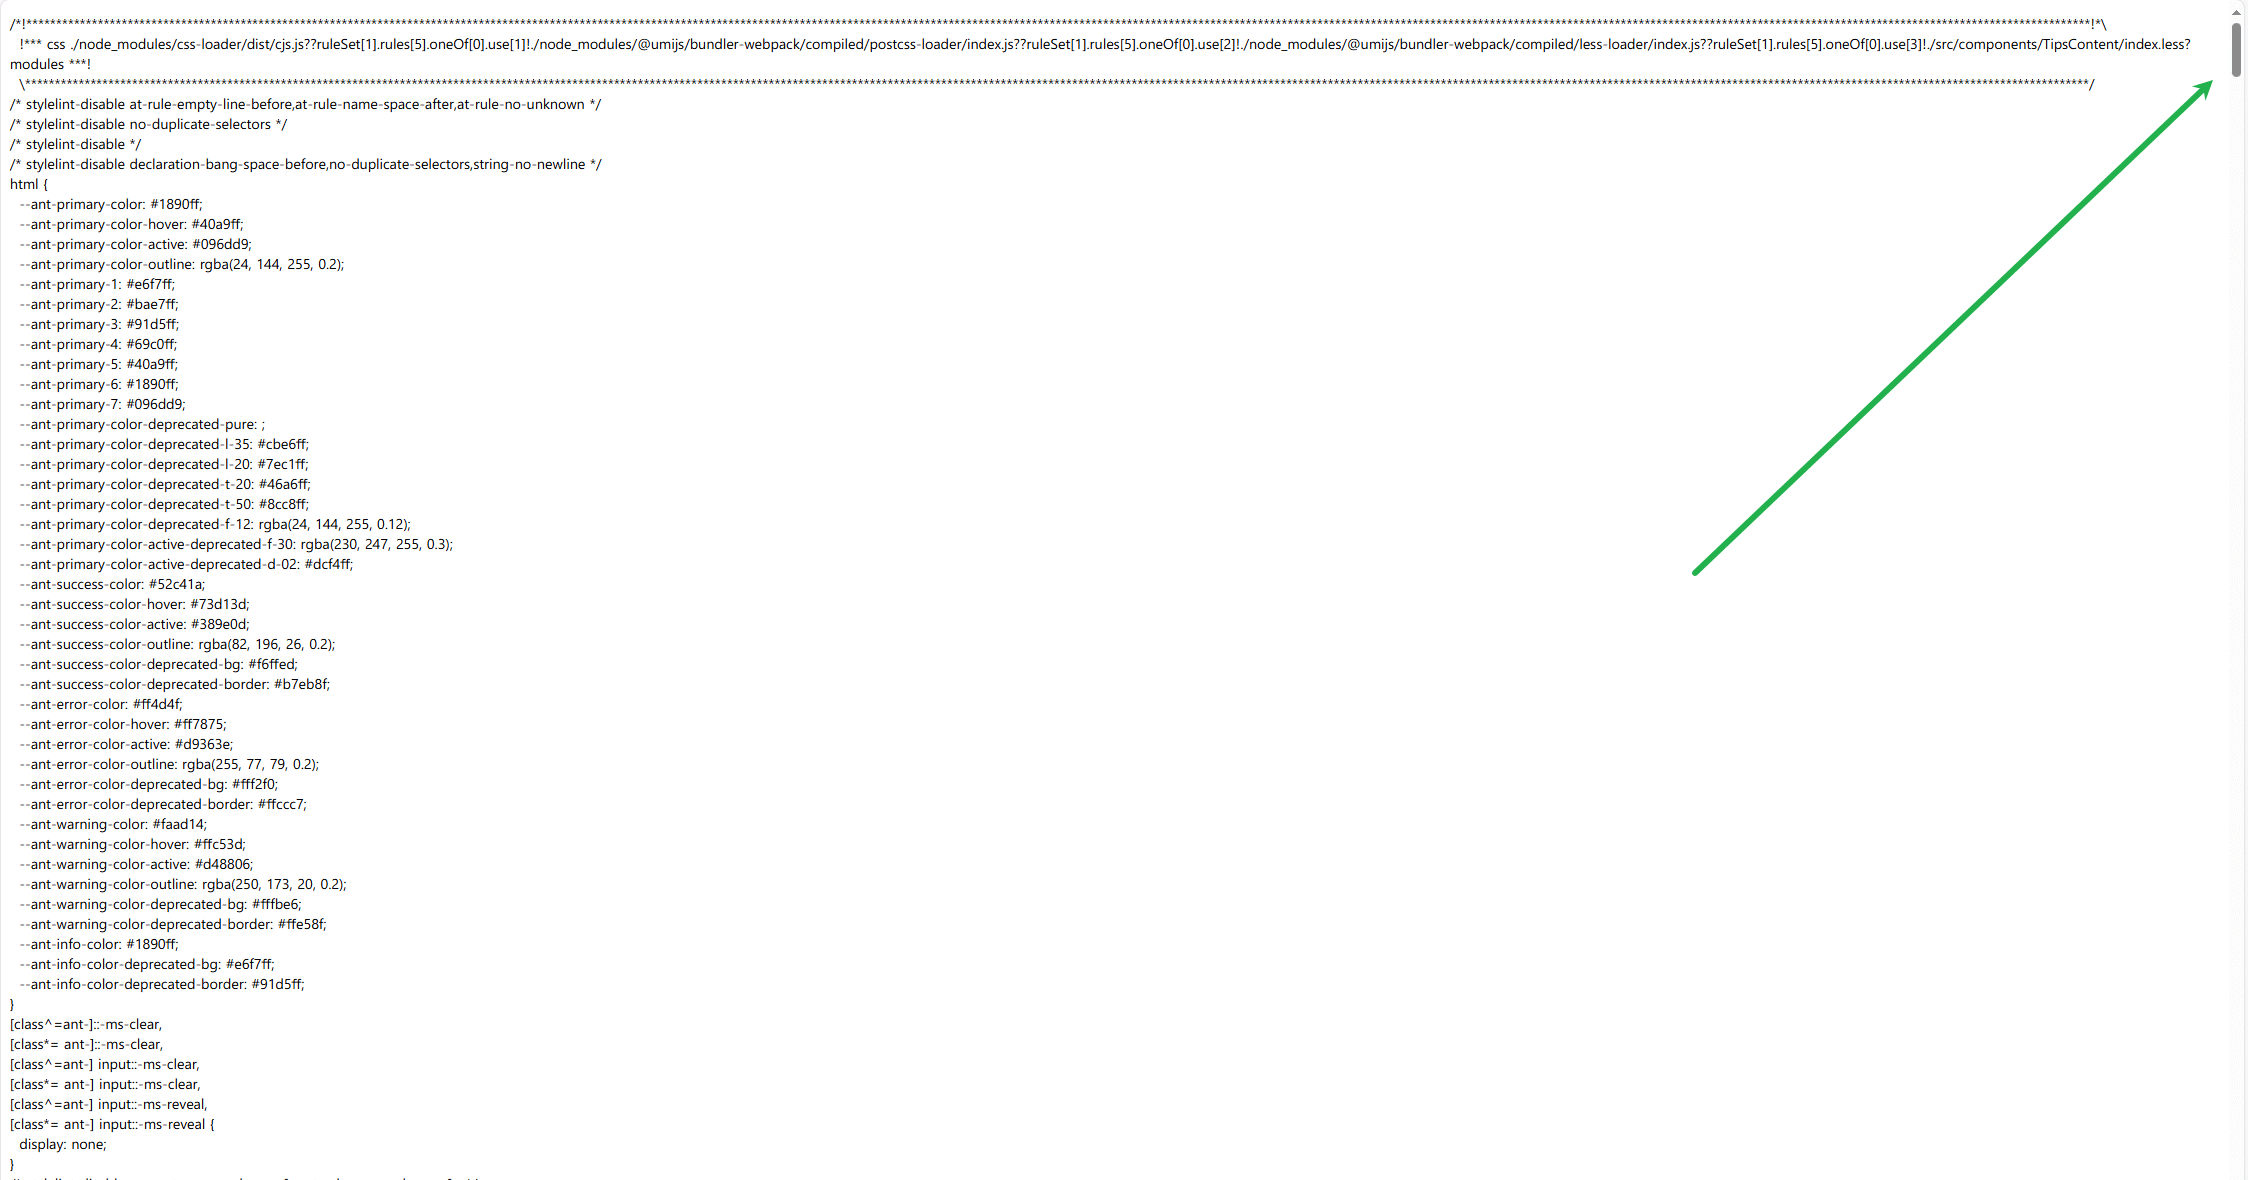 /*!***!*\
!*** css ./node_modules/css-loader/dist/cjs.js??ruleSet[1].rules[5].oneOf[0].use[1]!./node_modules/@umijs/bundler-webpack/compiled/postcss-loader/index.js??ruleSet[1].rules[5].oneOf[0].use[2]!./node_modules/@umijs/bundler-webpack/compiled/less-loader/index.js??ruleSet[1].rules[5].oneOf[0].use[3]!./src/components/TipsContent/index.less?
modules ***!
\***/
/* stylelint-disable at-rule-empty-line-before,at-rule-name-space-after,at-rule-no-unknown */
/* stylelint-disable no-duplicate-selectors */
/* stylelint-disable */
/* stylelint-disable declaration-bang-space-before,no-duplicate-selectors,string-no-newline */
html {
--ant-primary-color: #1890ff;
--ant-primary-color-hover: #40a9ff;
--ant-primary-color-active: #096dd9;
--ant-primary-color-outline: rgba(24, 144, 255, 0.2);
--ant-primary-1: #e6f7ff;
--ant-primary-2: #bae7ff;
--ant-primary-3: #91d5ff;
--ant-primary-4: #69c0ff;
--ant-primary-5: #40a9ff;
--ant-primary-6: #1890ff;
--ant-primary-7: #096dd9;
--ant-primary-color-deprecated-pure: ;
--ant-primary-color-deprecated-l-35: #cbe6ff;
--ant-primary-color-deprecated-l-20: #7ec1ff;
--ant-primary-color-deprecated-t-20: #46a6ff;
--ant-primary-color-deprecated-t-50: #8cc8ff;
--ant-primary-color-deprecated-f-12: rgba(24, 144, 255, 0.12);
--ant-primary-color-active-deprecated-f-30: rgba(230, 247, 255, 0.3);
--ant-primary-color-active-deprecated-d-02: #dcf4ff;
--ant-success-color: #52c41a;
--ant-success-color-hover: #73d13d;
--ant-success-color-active: #389e0d;
--ant-success-color-outline: rgba(82, 196, 26, 0.2);
--ant-success-color-deprecated-bg: #f6ffed;
--ant-success-color-deprecated-border: #b7eb8f;
--ant-error-color: #ff4d4f;
--ant-error-color-hover: #ff7875;
--ant-error-color-active: #d9363e;
--ant-error-color-outline: rgba(255, 77, 79, 0.2);
--ant-error-color-deprecated-bg: #fff2f0;
--ant-error-color-deprecated-border: #ffccc7;
--ant-warning-color: #faad14;
--ant-warning-color-hover: #ffc53d;
--ant-warning-color-active: #d48806;
--ant-warning-color-outline: rgba(250, 173, 20, 0.2);
--ant-warning-color-deprecated-bg: #fffbe6;
--ant-warning-color-deprecated-border: #ffe58f;
--ant-info-color: #1890ff;
--ant-info-color-deprecated-bg: #e6f7ff;
--ant-info-color-deprecated-border: #91d5ff;
}
[class^=ant-]::-ms-clear,
[class*= ant-]::-ms-clear,
[class^=ant-] input::-ms-clear,
[class*= ant-] input::-ms-clear,
[class^=ant-] input::-ms-reveal,
[class*= ant-] input::-ms-reveal {
display: none;
}